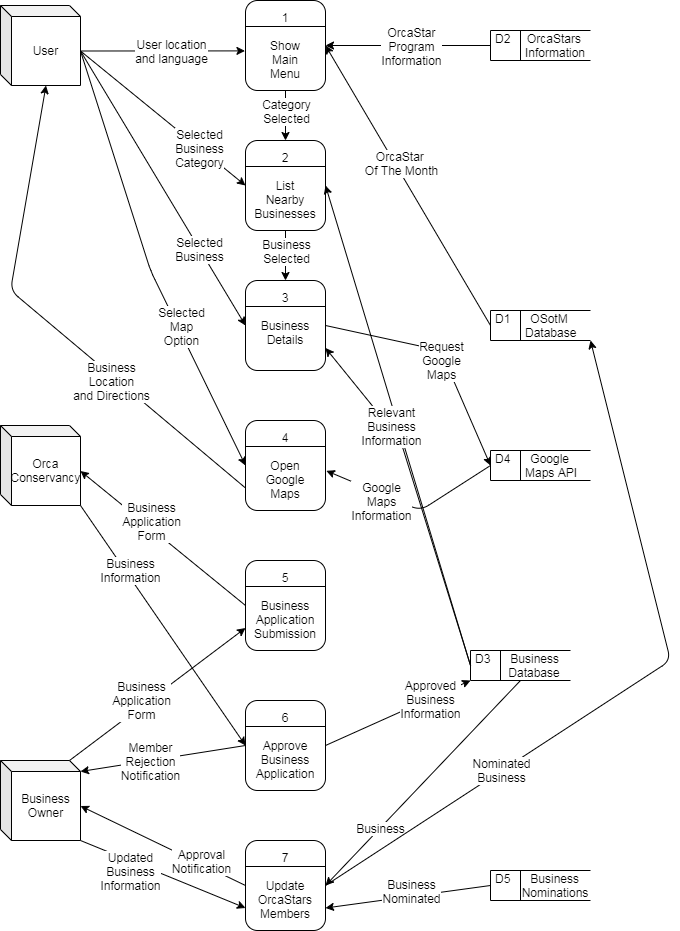 1
User
User location
and language
Show
Main
Menu
OrcaStar
Program
Information
D2
OrcaStars
Information
Category
Selected
Selected
Business
Category
2
List
Nearby
Businesses
OrcaStar
Of The Month
Selected
Business
Business
Selected
3
Business
Details
Selected
Map
Option
D1
OSotM
Database
Request
Google
Maps
Business
Location
and Directions
Relevant
Business
Information
4
Open
Google
Maps
D4
Google
Maps API
Orca
Conservancy
Google
Maps
Information
Business
Application
Form
Business
Information
5
Business
Application
Submission
D3
Business
Database
Business
Application
Form
Approved
Business
Information
6
Approve
Business
Application
Member
Rejection
Notification
Nominated
Business
Business
Owner
Business
Updated
Business
Information
Approval
Notification
7
Update
OrcaStars
Members
Business
Nominated
D5
Business
Nominations